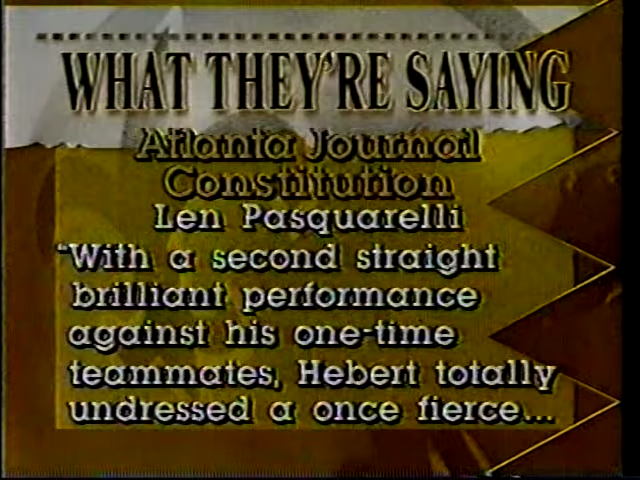 WHAT THEY'RE SAYING
Atlanta Journal
Constitution
Len Pasquarelli
"With a second straight
brilliant performance
against his one-time
teammates, Hebert totally
undressed a once fierce...